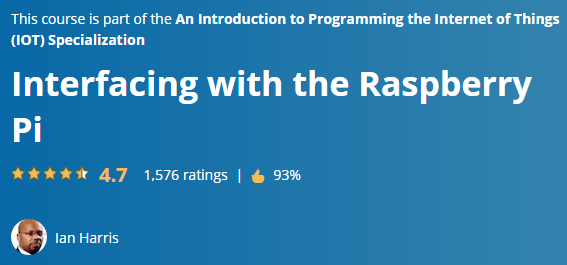 This course is part of the An Introduction to Programming the Internet of Things
(IOT) Specialization
Interfacing with the Raspberry
Pi
4.7 1,576 ratings | 93%
Ian Harris